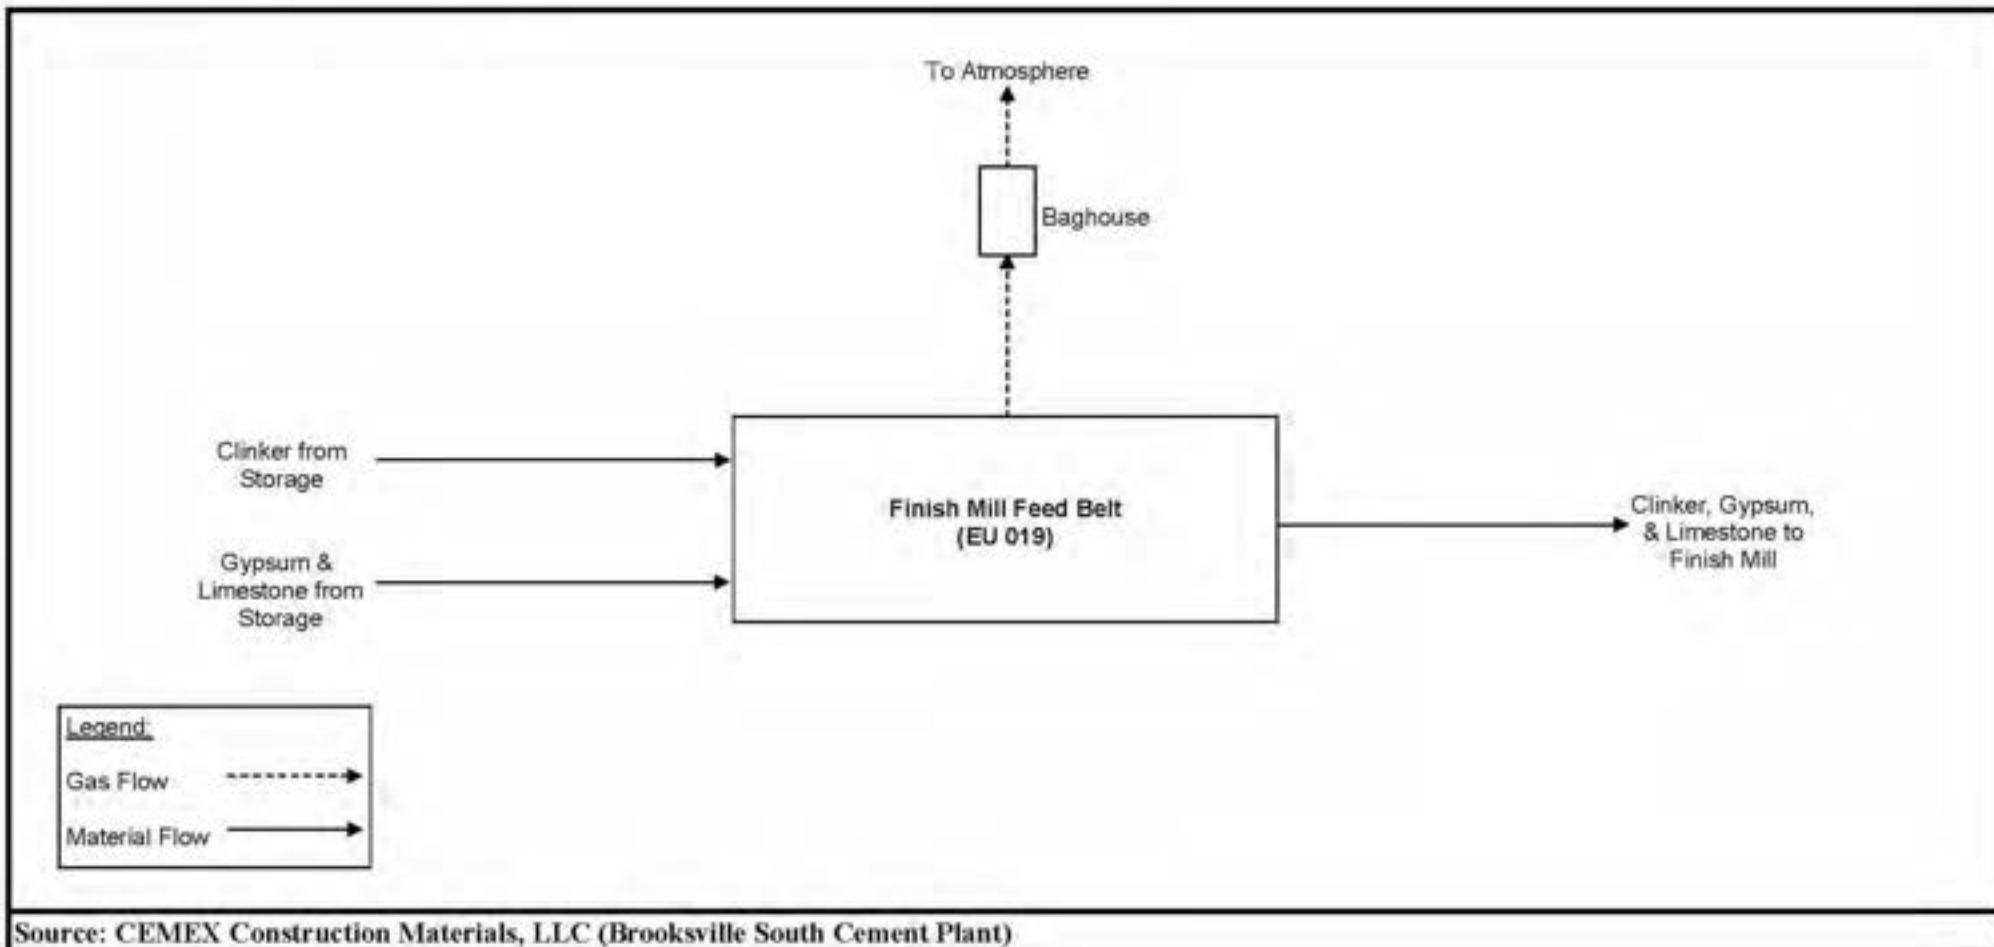 To Atmosphere
Baghouse
Clinker from
Storage
Gypsum &
Limestone from
Storage
Finish Mill Feed Belt
(EU 019)
Clinker, Gypsum,
& Limestone to
Finish Mill
Legend:
Gas Flow
Material Flow
Source: CEMEX Construction Materials, LLC (Brooksville South Cement Plant)